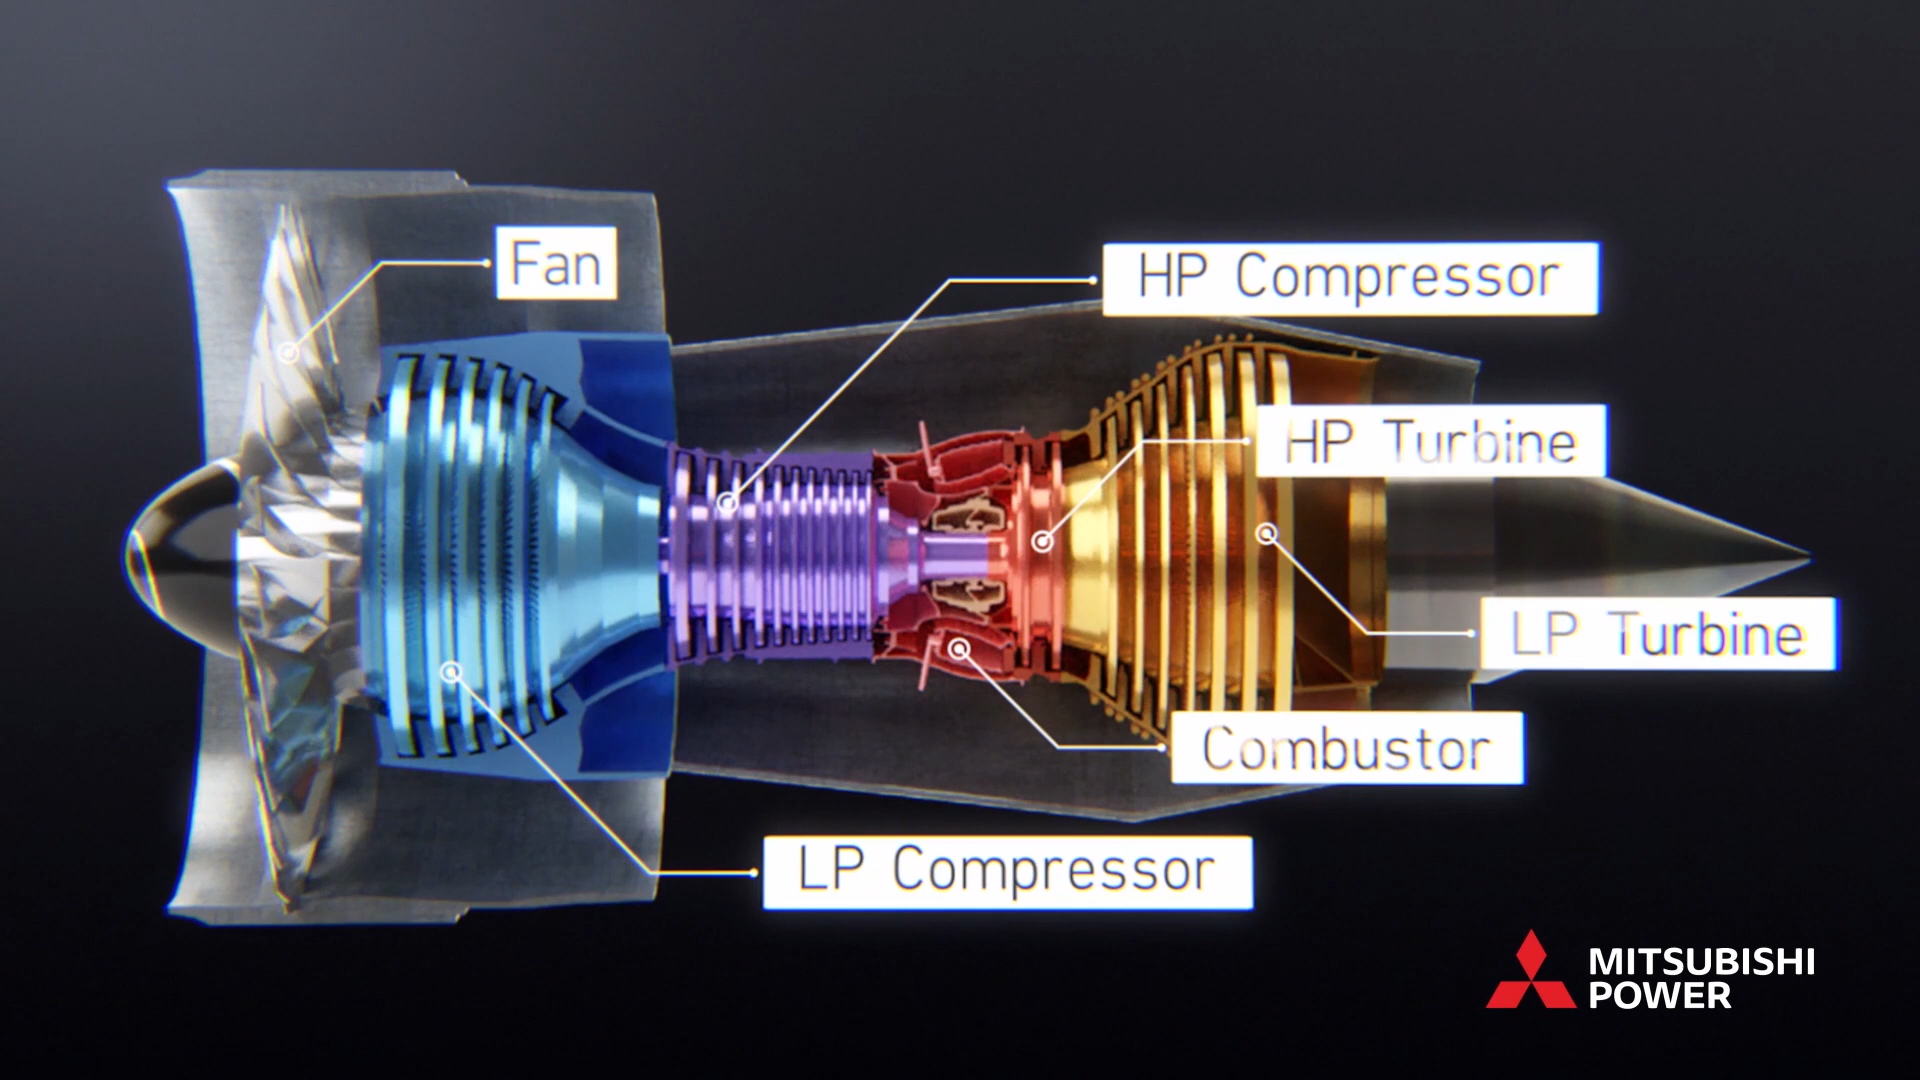 Fan
HP Compressor
HP Turbine
LP Turbine
Combustor
LP Compressor
MITSUBISHI
POWER